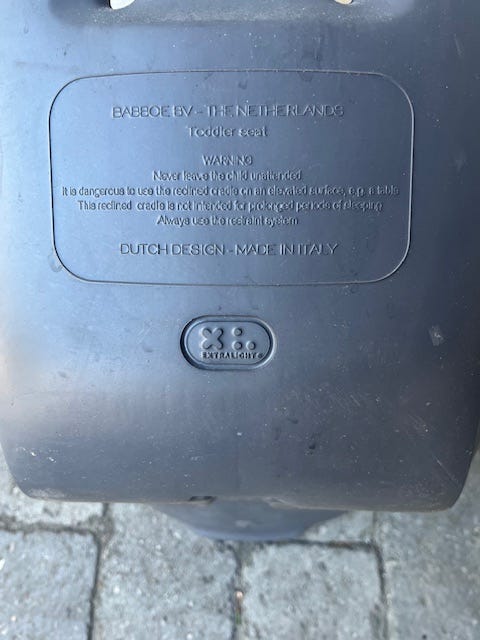 BABBOE BV - THE NETHERLANDS
Toddler seat
WARNING
Never leave the child unattended.
It is dangerous to use the reclined cradle on an elevated surface, e.g. a table
This reclined cradle is not intended for prolonged periods of sleeping.
Always use the restraint system.
DUTCH DESIGN - MADE IN ITALY
XL
EXTRALIGHT®